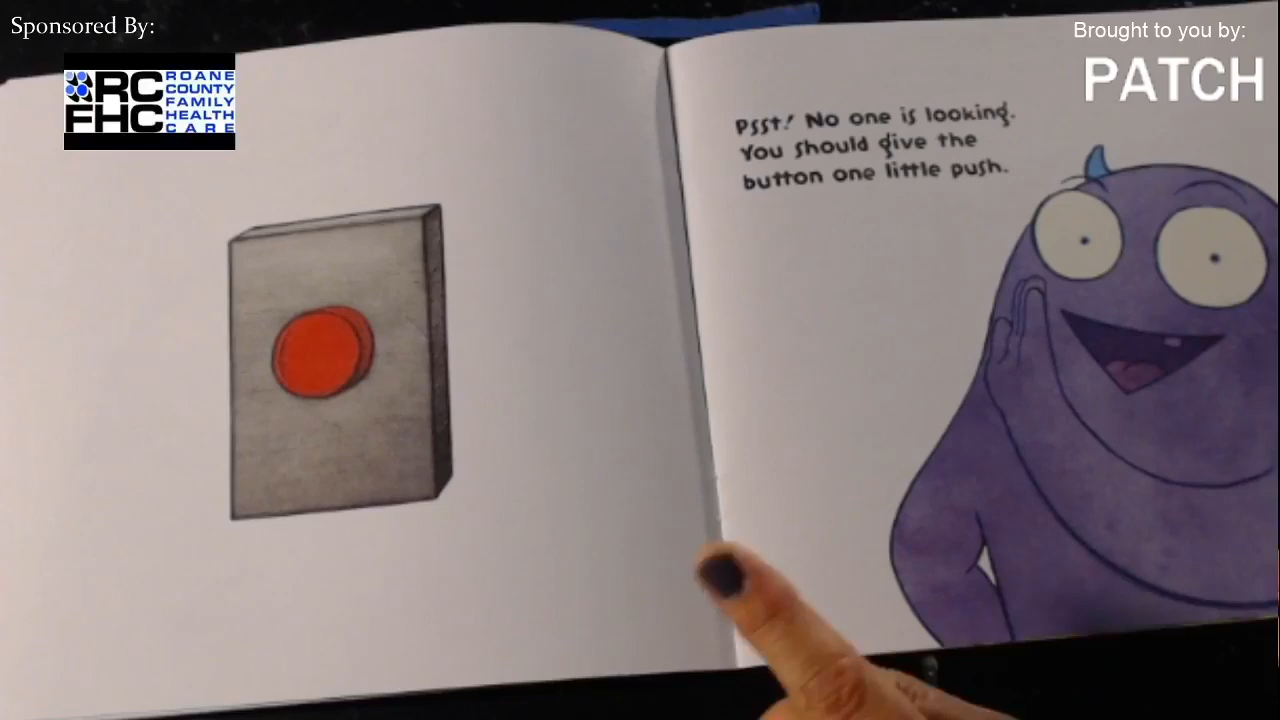 Sponsored By:
RC
FHC
ROANE
COUNTY
FAMILY
HEALTH
CARE
Brought to you by:
PATCH
Psst! No one is looking.
You should give the
button one little push.